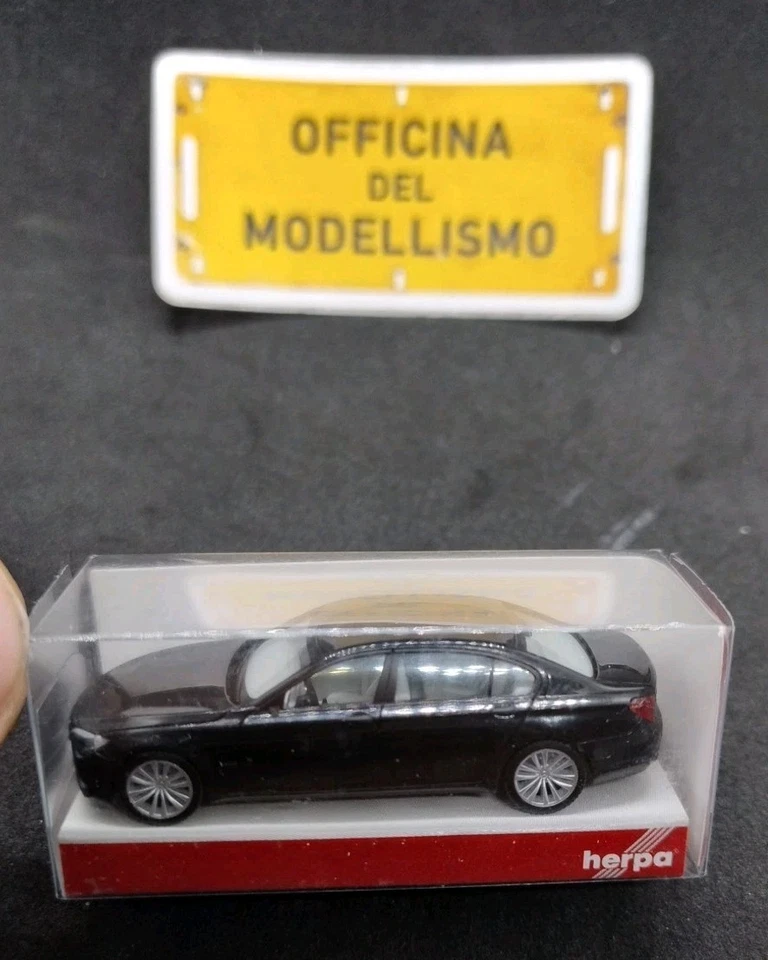 OFFICINA
DEL
MODELLISMO
herpa